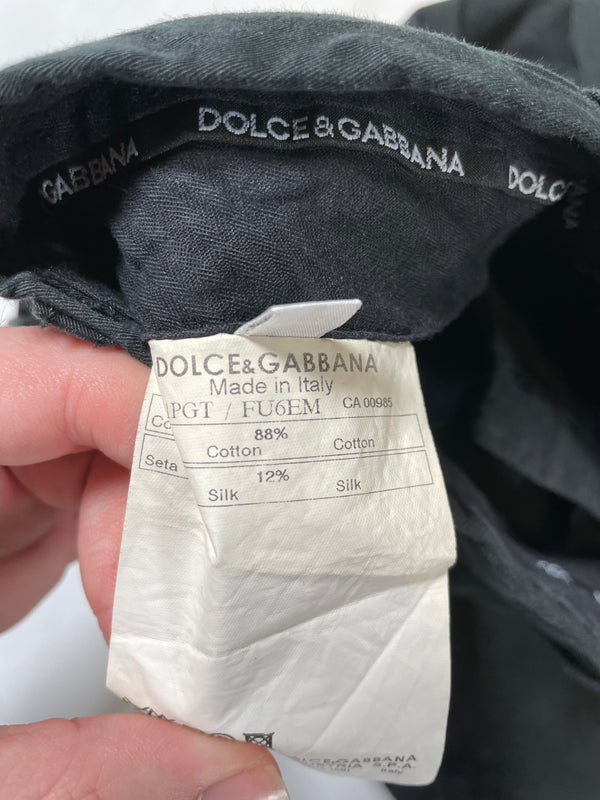 GABBANA DOLCE&GABBANA DOLC
DOLCE&GABBANA
Made in Italy
PGT / FU6EM CA 00985
Co 88%
Cotton Cotton
Seta 12%
Silk Silk
DOLCE&GABBANA
S.P.A.
Italy